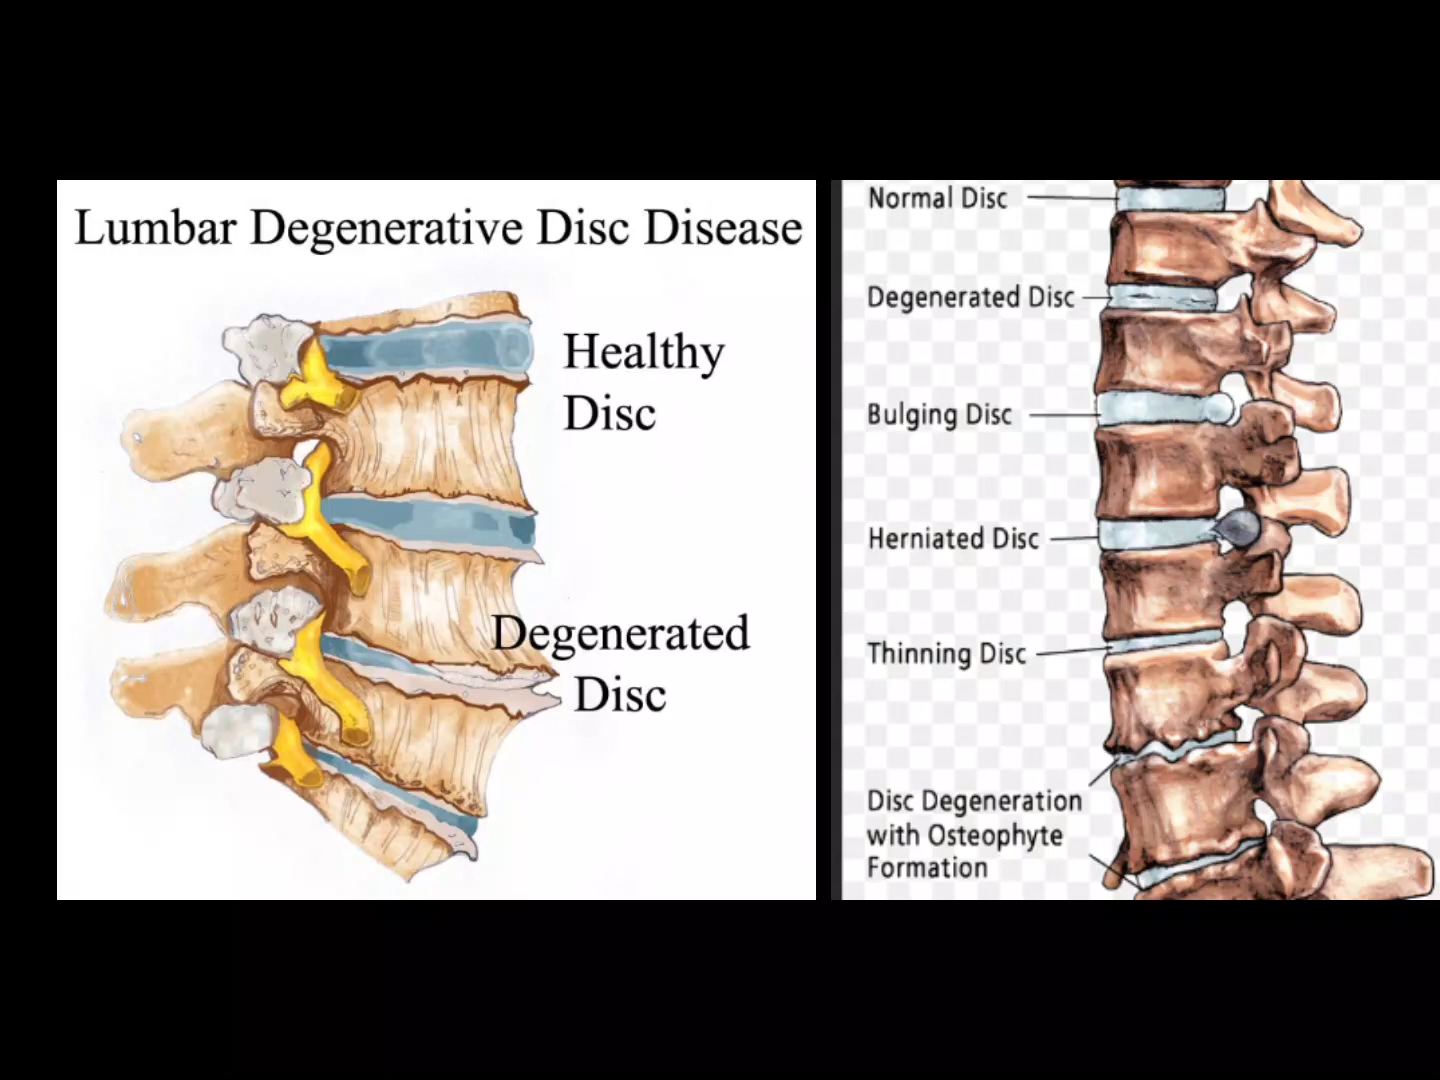 Lumbar Degenerative Disc Disease
Healthy
Disc
Degenerated
Disc
Normal Disc
Degenerated Disc
Bulging Disc
Herniated Disc
Thinning Disc
Disc Degeneration
with Osteophyte
Formation